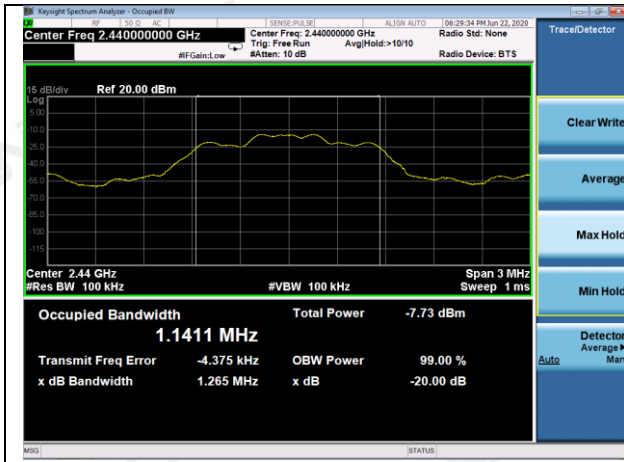 Keysight Spectrum Analyzer - Occupied BW
RF 50 Ω AC SENSE:PULSE ALIGN AUTO 06:29:34 PM Jun 22, 2020
Center Freq 2.440000000 GHz
Center Freq: 2.440000000 GHz Radio Std: None
Trig: Free Run Avg|Hold:>10/10
#IFGain:Low #Atten: 10 dB Radio Device: BTS
Trace/Detector
15 dB/div Ref 20.00 dBm
Log
5.00
-10.0
-25.0
-40.0
-55.0
-70.0
-85.0
-100
-115
Center 2.44 GHz Span 3 MHz
#Res BW 100 kHz #VBW 100 kHz Sweep 1 ms
Occupied Bandwidth Total Power -7.73 dBm
1.1411 MHz
Transmit Freq Error -4.375 kHz OBW Power 99.00 %
x dB Bandwidth 1.265 MHz x dB -20.00 dB
Clear Write
Average
Max Hold
Min Hold
Detector
Average
Auto Man
MSG STATUS